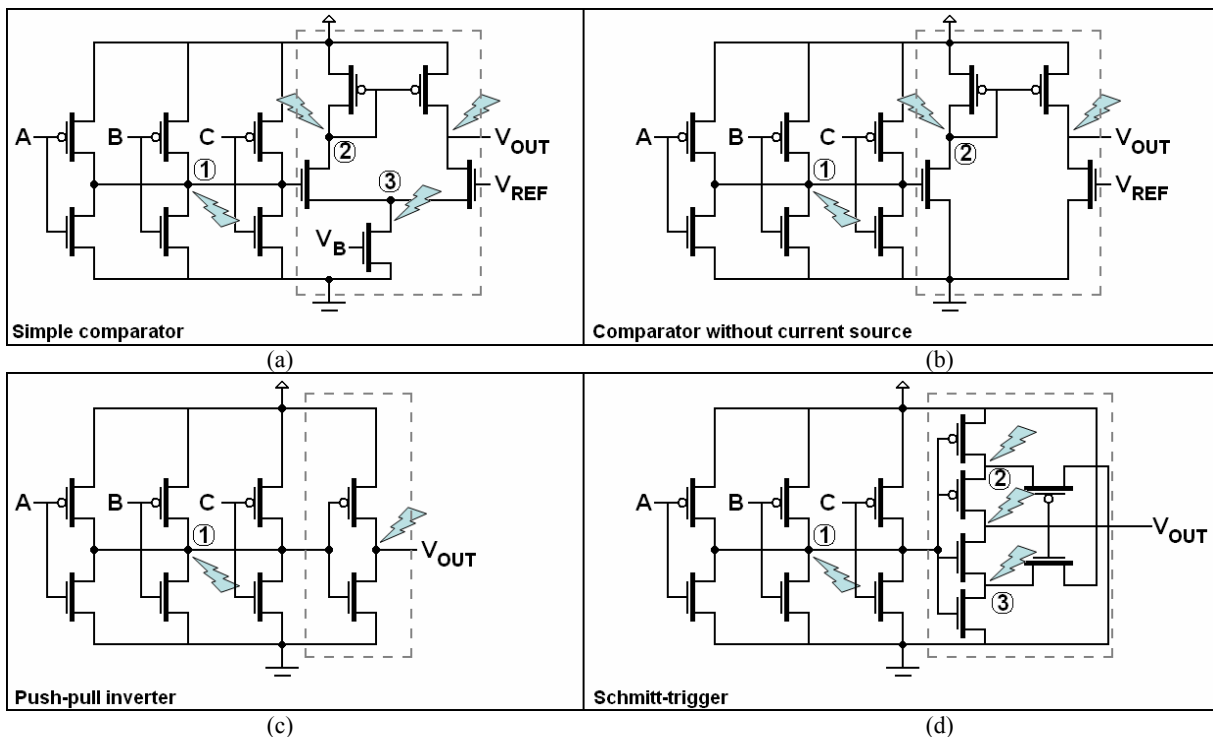 A
B
C
1
2
3
V_OUT
V_REF
V_B
Simple comparator
(a)
A
B
C
1
2
V_OUT
V_REF
Comparator without current source
(b)
A
B
C
1
V_OUT
Push-pull inverter
(c)
A
B
C
1
2
3
V_OUT
Schmitt-trigger
(d)